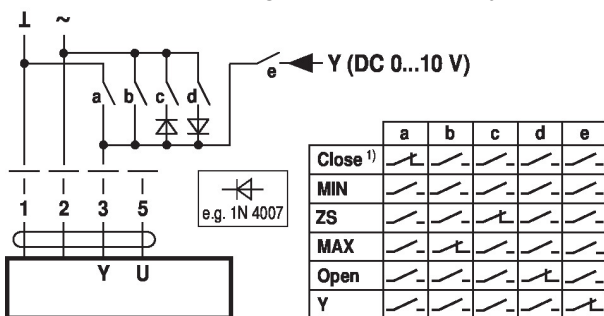 ⊥ ~
a b c d
e
Y (DC 0...10 V)
1 2 3 5
Y U
e.g. 1N 4007
a b c d e
Close 1)
MIN
ZS
MAX
Open
Y